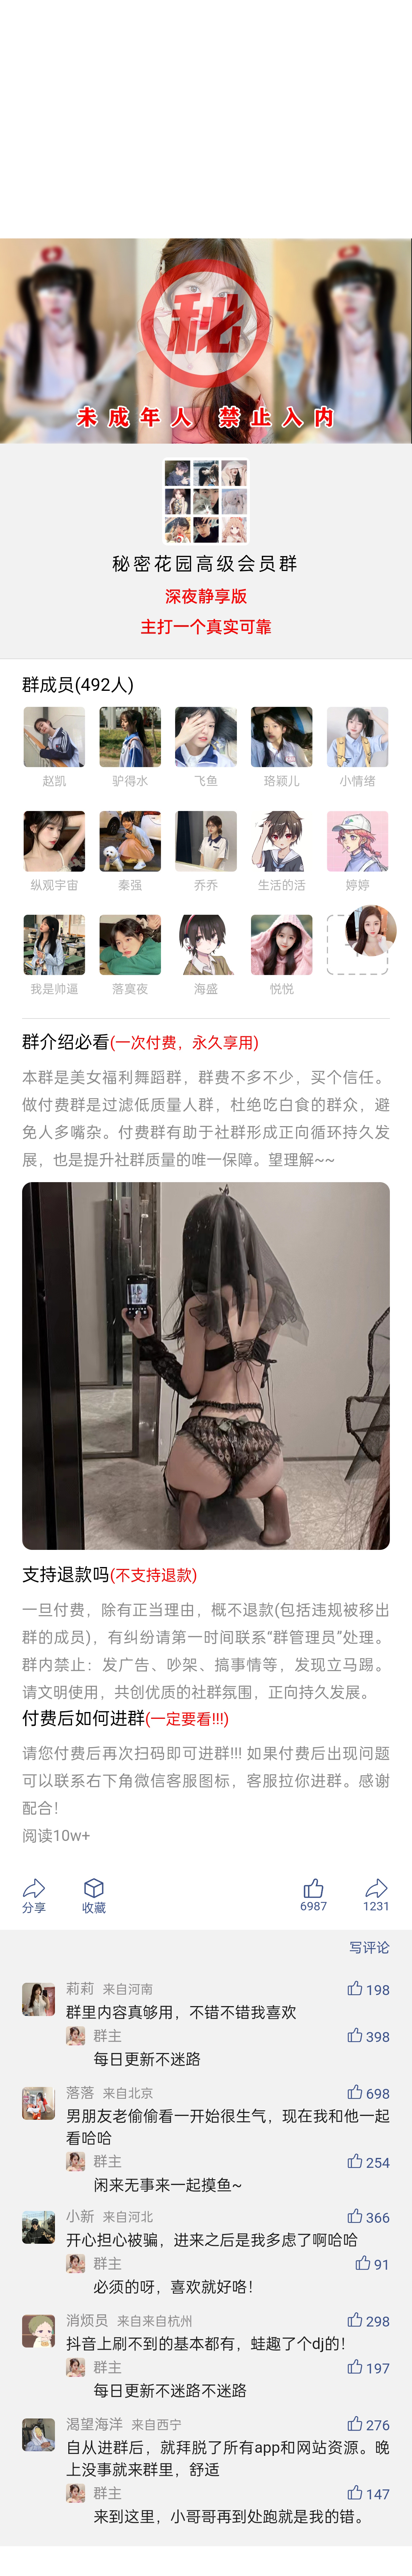 秘
未成年人 禁止入内
秘密花园高级会员群
深夜静享版
主打一个真实可靠
群成员(492人)
赵凯 驴得水 飞鱼 珞颖儿 小情绪
纵观宇宙 秦强 乔乔 生活的活 婷婷
我是帅逼 落寞夜 海盛 悦悦
群介绍必看(一次付费，永久享用)
本群是美女福利舞蹈群，群费不多不少，买个信任。
做付费群是过滤低质量人群，杜绝吃白食的群众，避
免人多嘴杂。付费群有助于社群形成正向循环持久发
展，也是提升社群质量的唯一保障。望理解~~
支持退款吗(不支持退款)
一旦付费，除有正当理由，概不退款(包括违规被移出
群的成员)，有纠纷请第一时间联系“群管理员”处理。
群内禁止：发广告、吵架、搞事情等，发现立马踢。
请文明使用，共创优质的社群氛围，正向持久发展。
付费后如何进群(一定要看!!!)
请您付费后再次扫码即可进群!!! 如果付费后出现问题
可以联系右下角微信客服图标，客服拉你进群。感谢
配合！
阅读10w+
分享 收藏 6987 1231
写评论
莉莉 来自河南 198
群里内容真够用，不错不错我喜欢
群主 398
每日更新不迷路
落落 来自北京 698
男朋友老偷偷看一开始很生气，现在我和他一起
看哈哈
群主 254
闲来无事来一起摸鱼~
小新 来自河北 366
开心担心被骗，进来之后是我多虑了啊哈哈
群主 91
必须的呀，喜欢就好咯！
消烦员 来自来自杭州 298
抖音上刷不到的基本都有，蛙趣了个dj的！
群主 197
每日更新不迷路不迷路
渴望海洋 来自西宁 276
自从进群后，就拜脱了所有app和网站资源。晚
上没事就来群里，舒适
群主 147
来到这里，小哥哥再到处跑就是我的错。